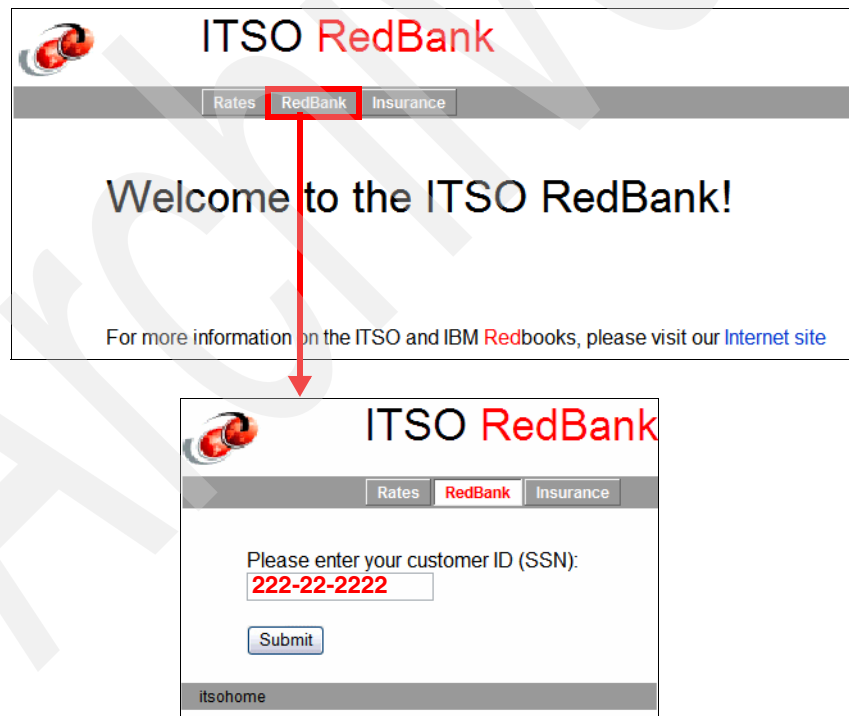 ITSO RedBank
Rates RedBank Insurance
Welcome to the ITSO RedBank!
For more information on the ITSO and IBM Redbooks, please visit our Internet site
ITSO RedBank
Rates RedBank Insurance
Please enter your customer ID (SSN):
222-22-2222
Submit
itsohome